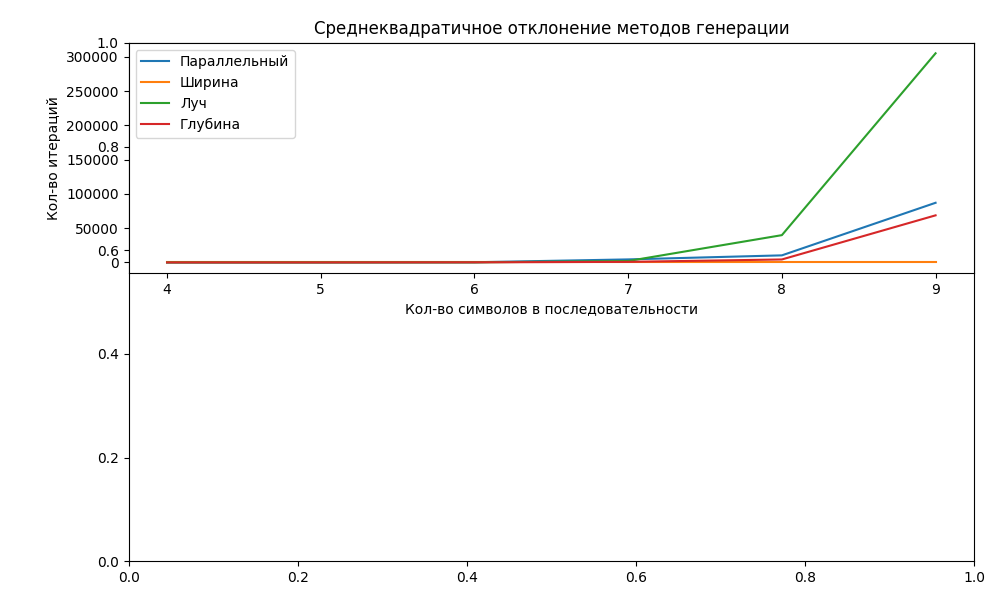 Среднеквадратичное отклонение методов генерации
1.0
300000
250000
200000
0.8
150000
100000
50000
0.6
0
Кол-во итераций
Параллельный
Ширина
Луч
Глубина
4 5 6 7 8 9
Кол-во символов в последовательности
0.4
0.2
0.0
0.0 0.2 0.4 0.6 0.8 1.0